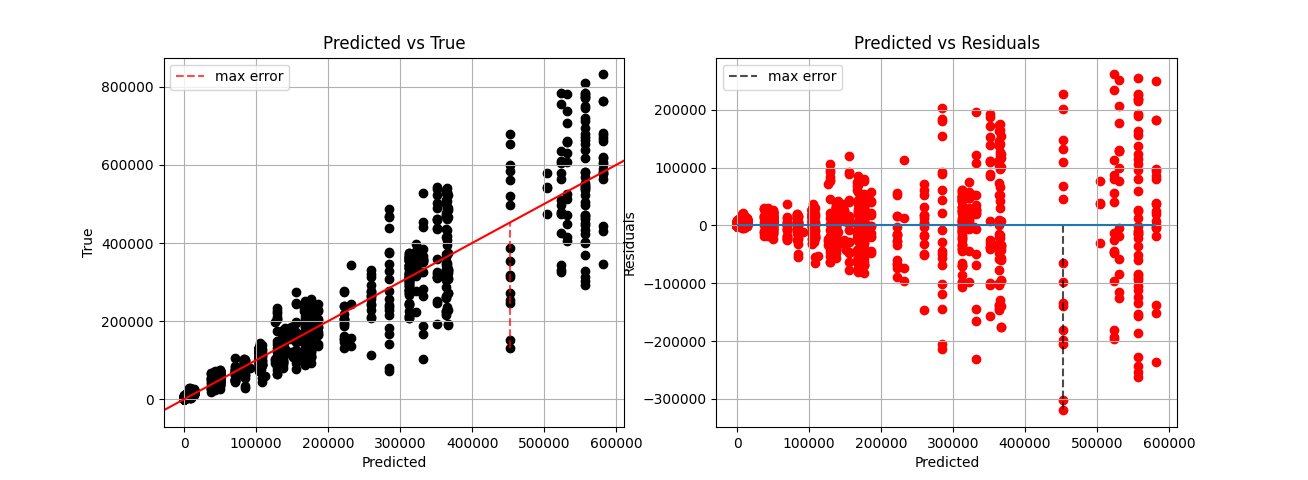 Predicted vs True
max error
True
800000
600000
400000
200000
0
0 100000 200000 300000 400000 500000 600000
Predicted
Predicted vs Residuals
max error
Residuals
200000
100000
0
−100000
−200000
−300000
0 100000 200000 300000 400000 500000 600000
Predicted